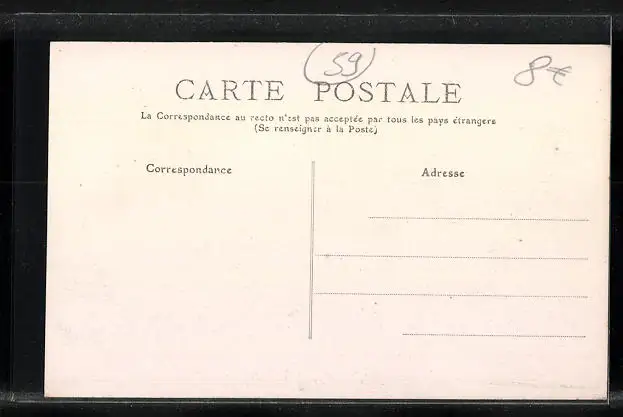 (59)
8€
CARTE POSTALE
La Correspondance au recto n'est pas acceptée par tous les pays étrangers
(Se renseigner à la Poste)
Correspondance
Adresse